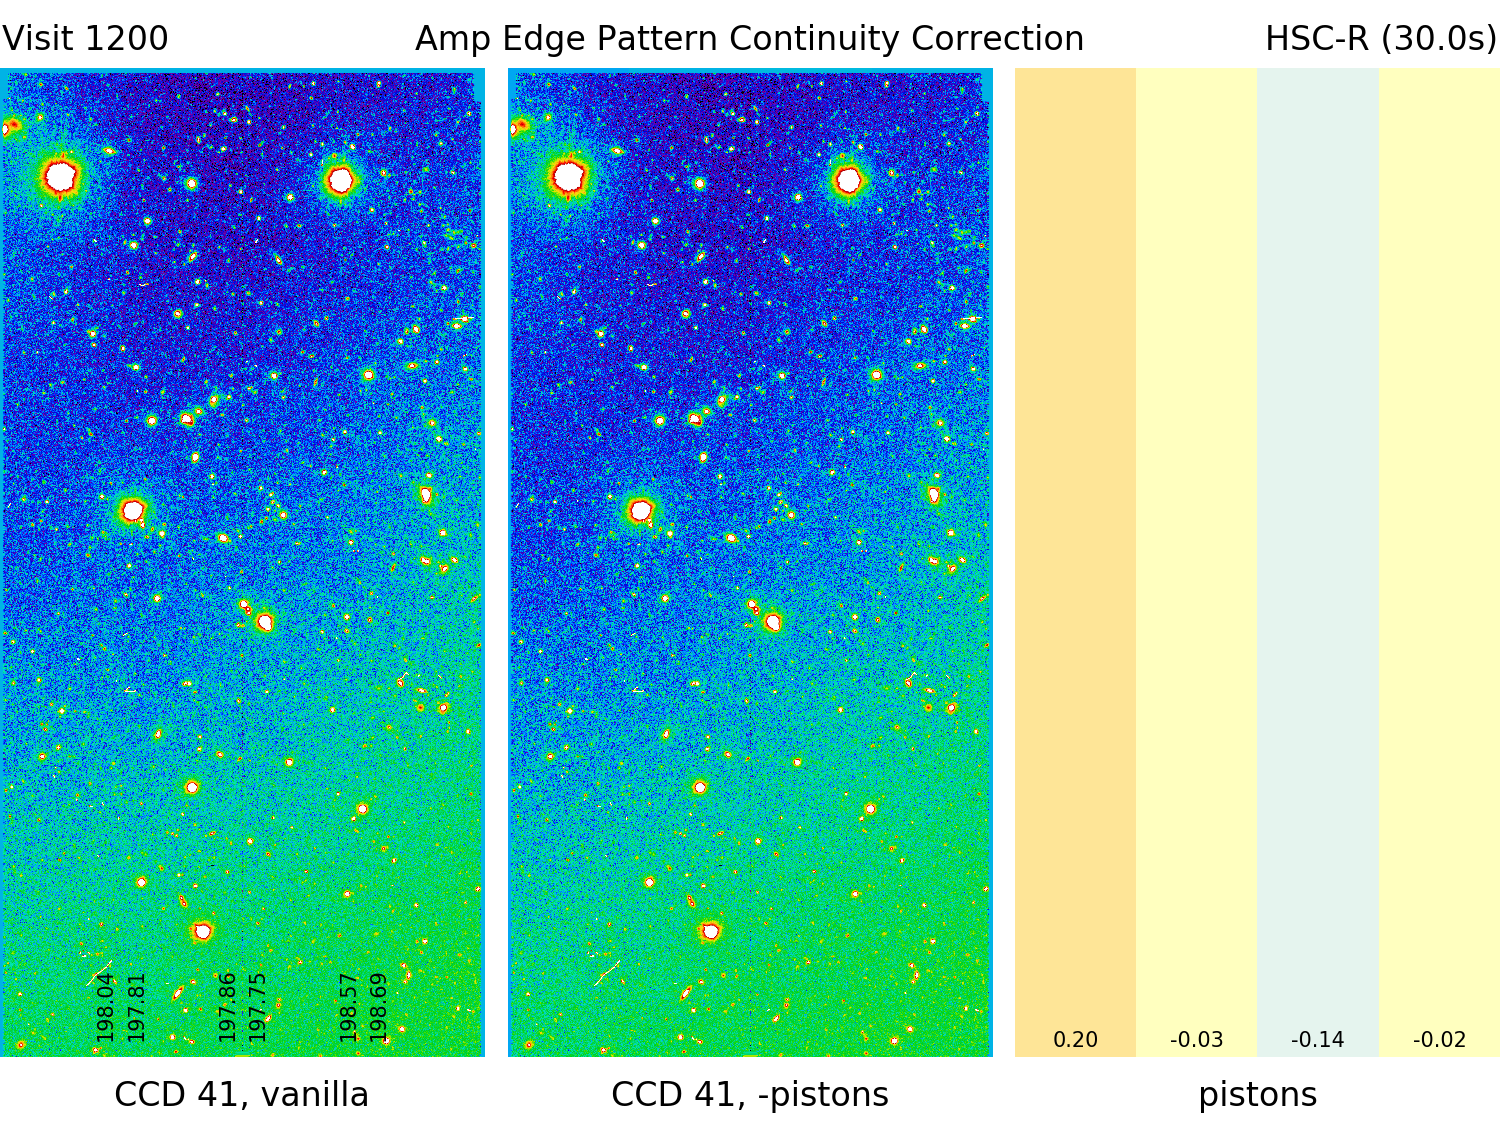 Visit 1200
Amp Edge Pattern Continuity Correction
HSC-R (30.0s)
198.04
197.81
197.86
197.75
198.57
198.69
0.20
-0.03
-0.14
-0.02
CCD 41, vanilla
CCD 41, -pistons
pistons